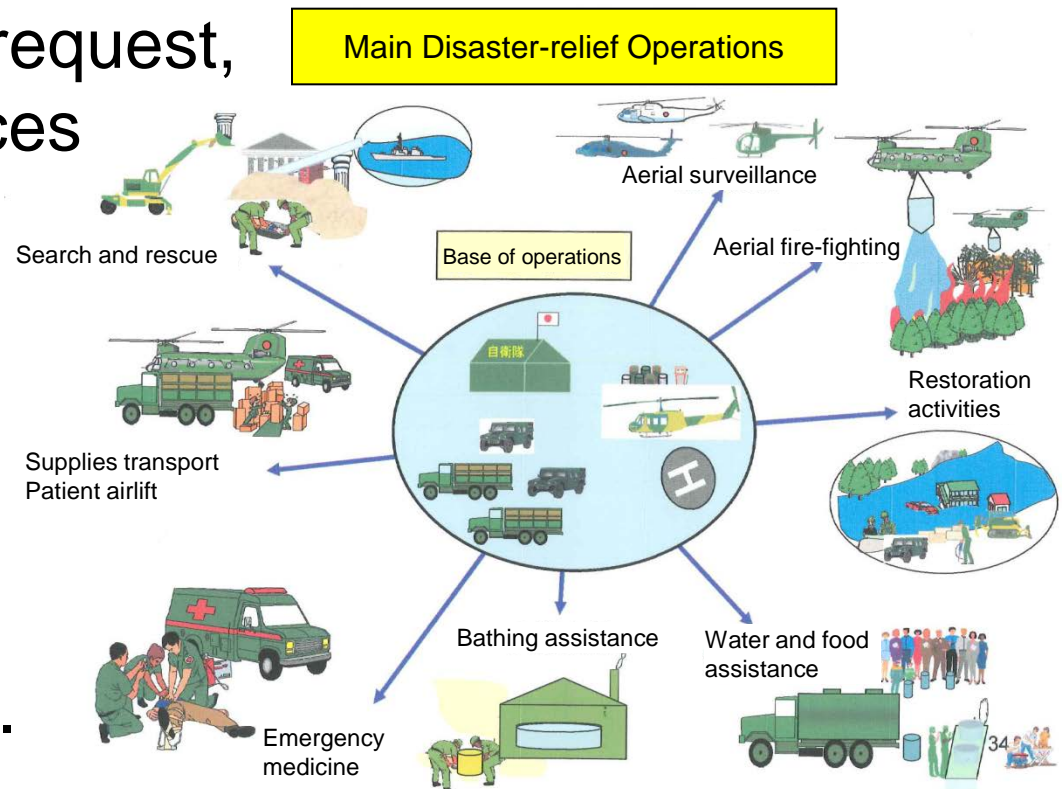 request,
ces
Main Disaster-relief Operations
Aerial surveillance
Search and rescue
Aerial fire-fighting
Base of operations
自衛隊
Restoration
activities
H
Supplies transport
Patient airlift
Bathing assistance
Water and food
assistance
.
Emergency
medicine
34